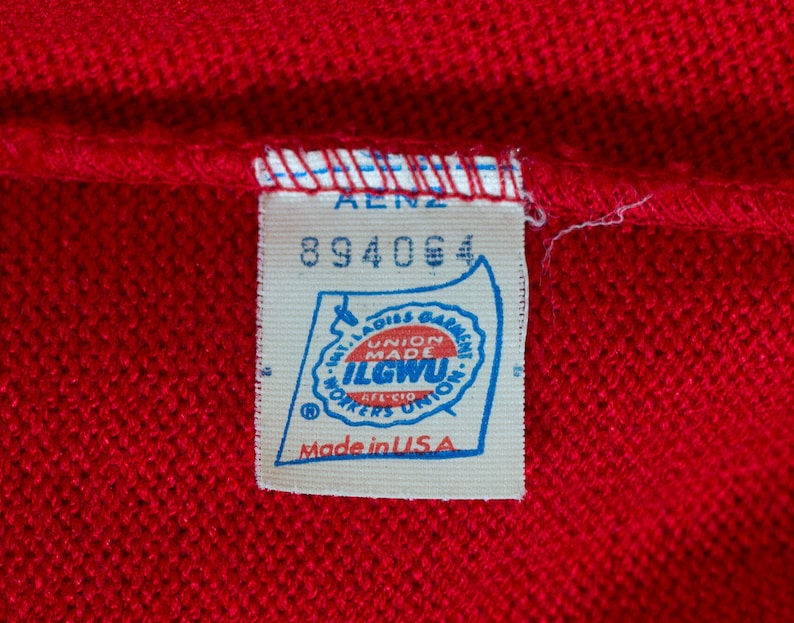 AENZ
894064
INT. LADIES GARMENT
UNION
MADE
ILGWU
AFL-CIO
WORKERS UNION
®
Made in U.S.A